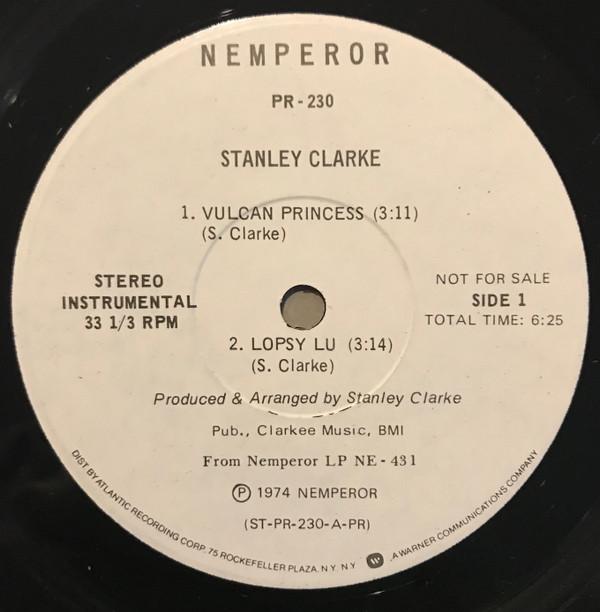 NEMPEROR
PR-230
STANLEY CLARKE
1. VULCAN PRINCESS (3:11)
(S. Clarke)
STEREO
INSTRUMENTAL
33 1/3 RPM
NOT FOR SALE
SIDE 1
TOTAL TIME: 6:25
2. LOPSY LU (3:14)
(S. Clarke)
Produced & Arranged by Stanley Clarke
Pub., Clarkee Music, BMI
From Nemperor LP NE-431
Ⓟ 1974 NEMPEROR
(ST-PR-230-A-PR)
DIST BY ATLANTIC RECORDING CORP. 75 ROCKEFELLER PLAZA. N.Y. N.Y. W .A WARNER COMMUNICATIONS COMPANY